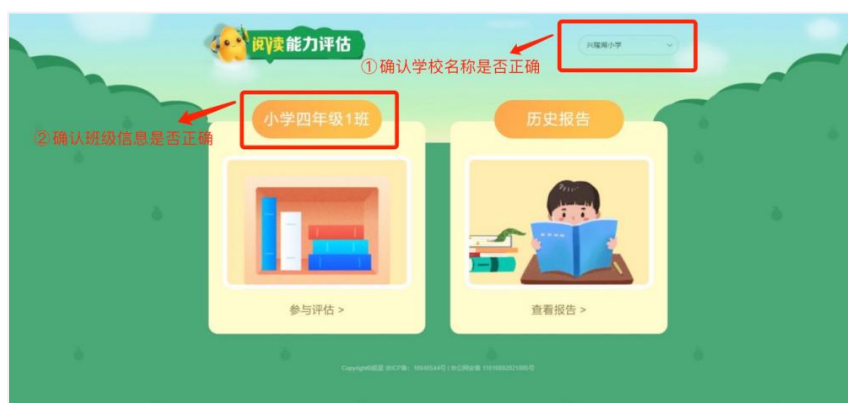 阅读能力评估
兴隆湖小学
①确认学校名称是否正确
小学四年级1班
历史报告
②确认班级信息是否正确
参与评估 >
查看报告 >